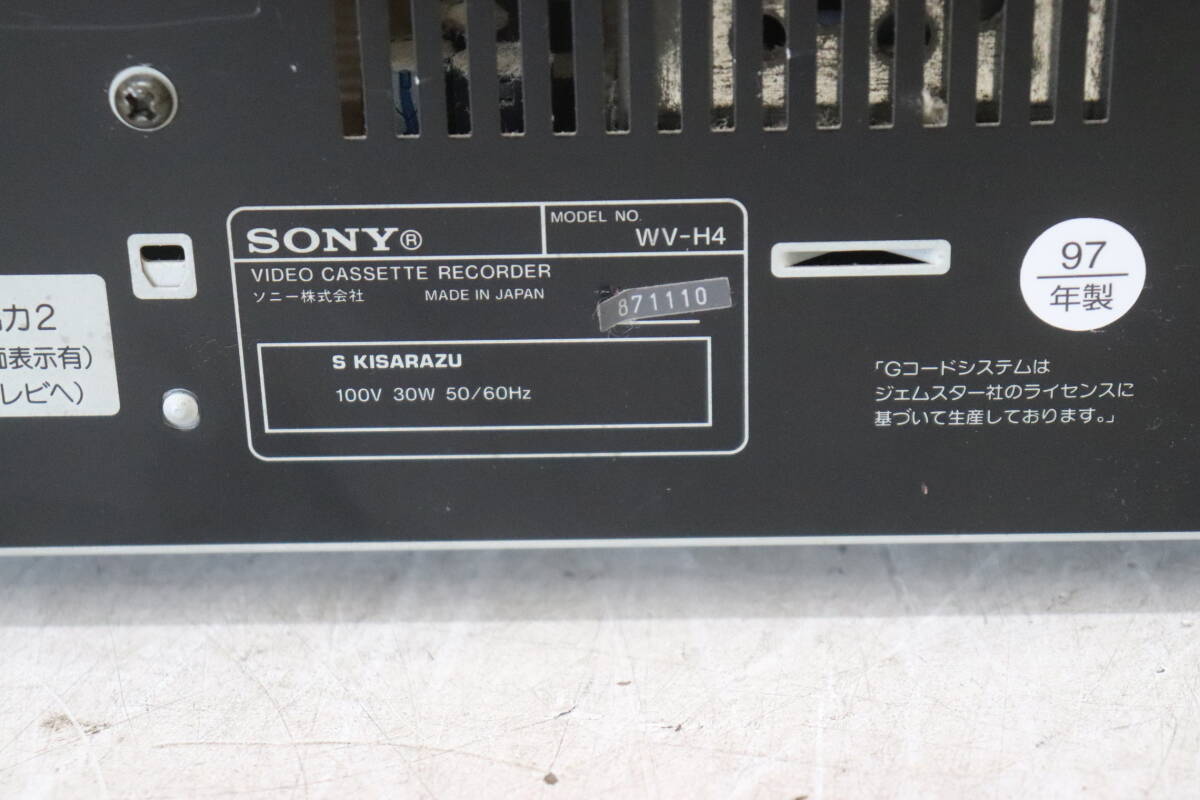 SONY®
MODEL NO.
WV-H4
VIDEO CASSETTE RECORDER
ソニー株式会社 MADE IN JAPAN
871110
S KISARAZU
100V 30W 50/60Hz
力2
面表示有)
レビへ)
97
年製
「Gコードシステムは
ジェムスター社のライセンスに
基づいて生産しております。」